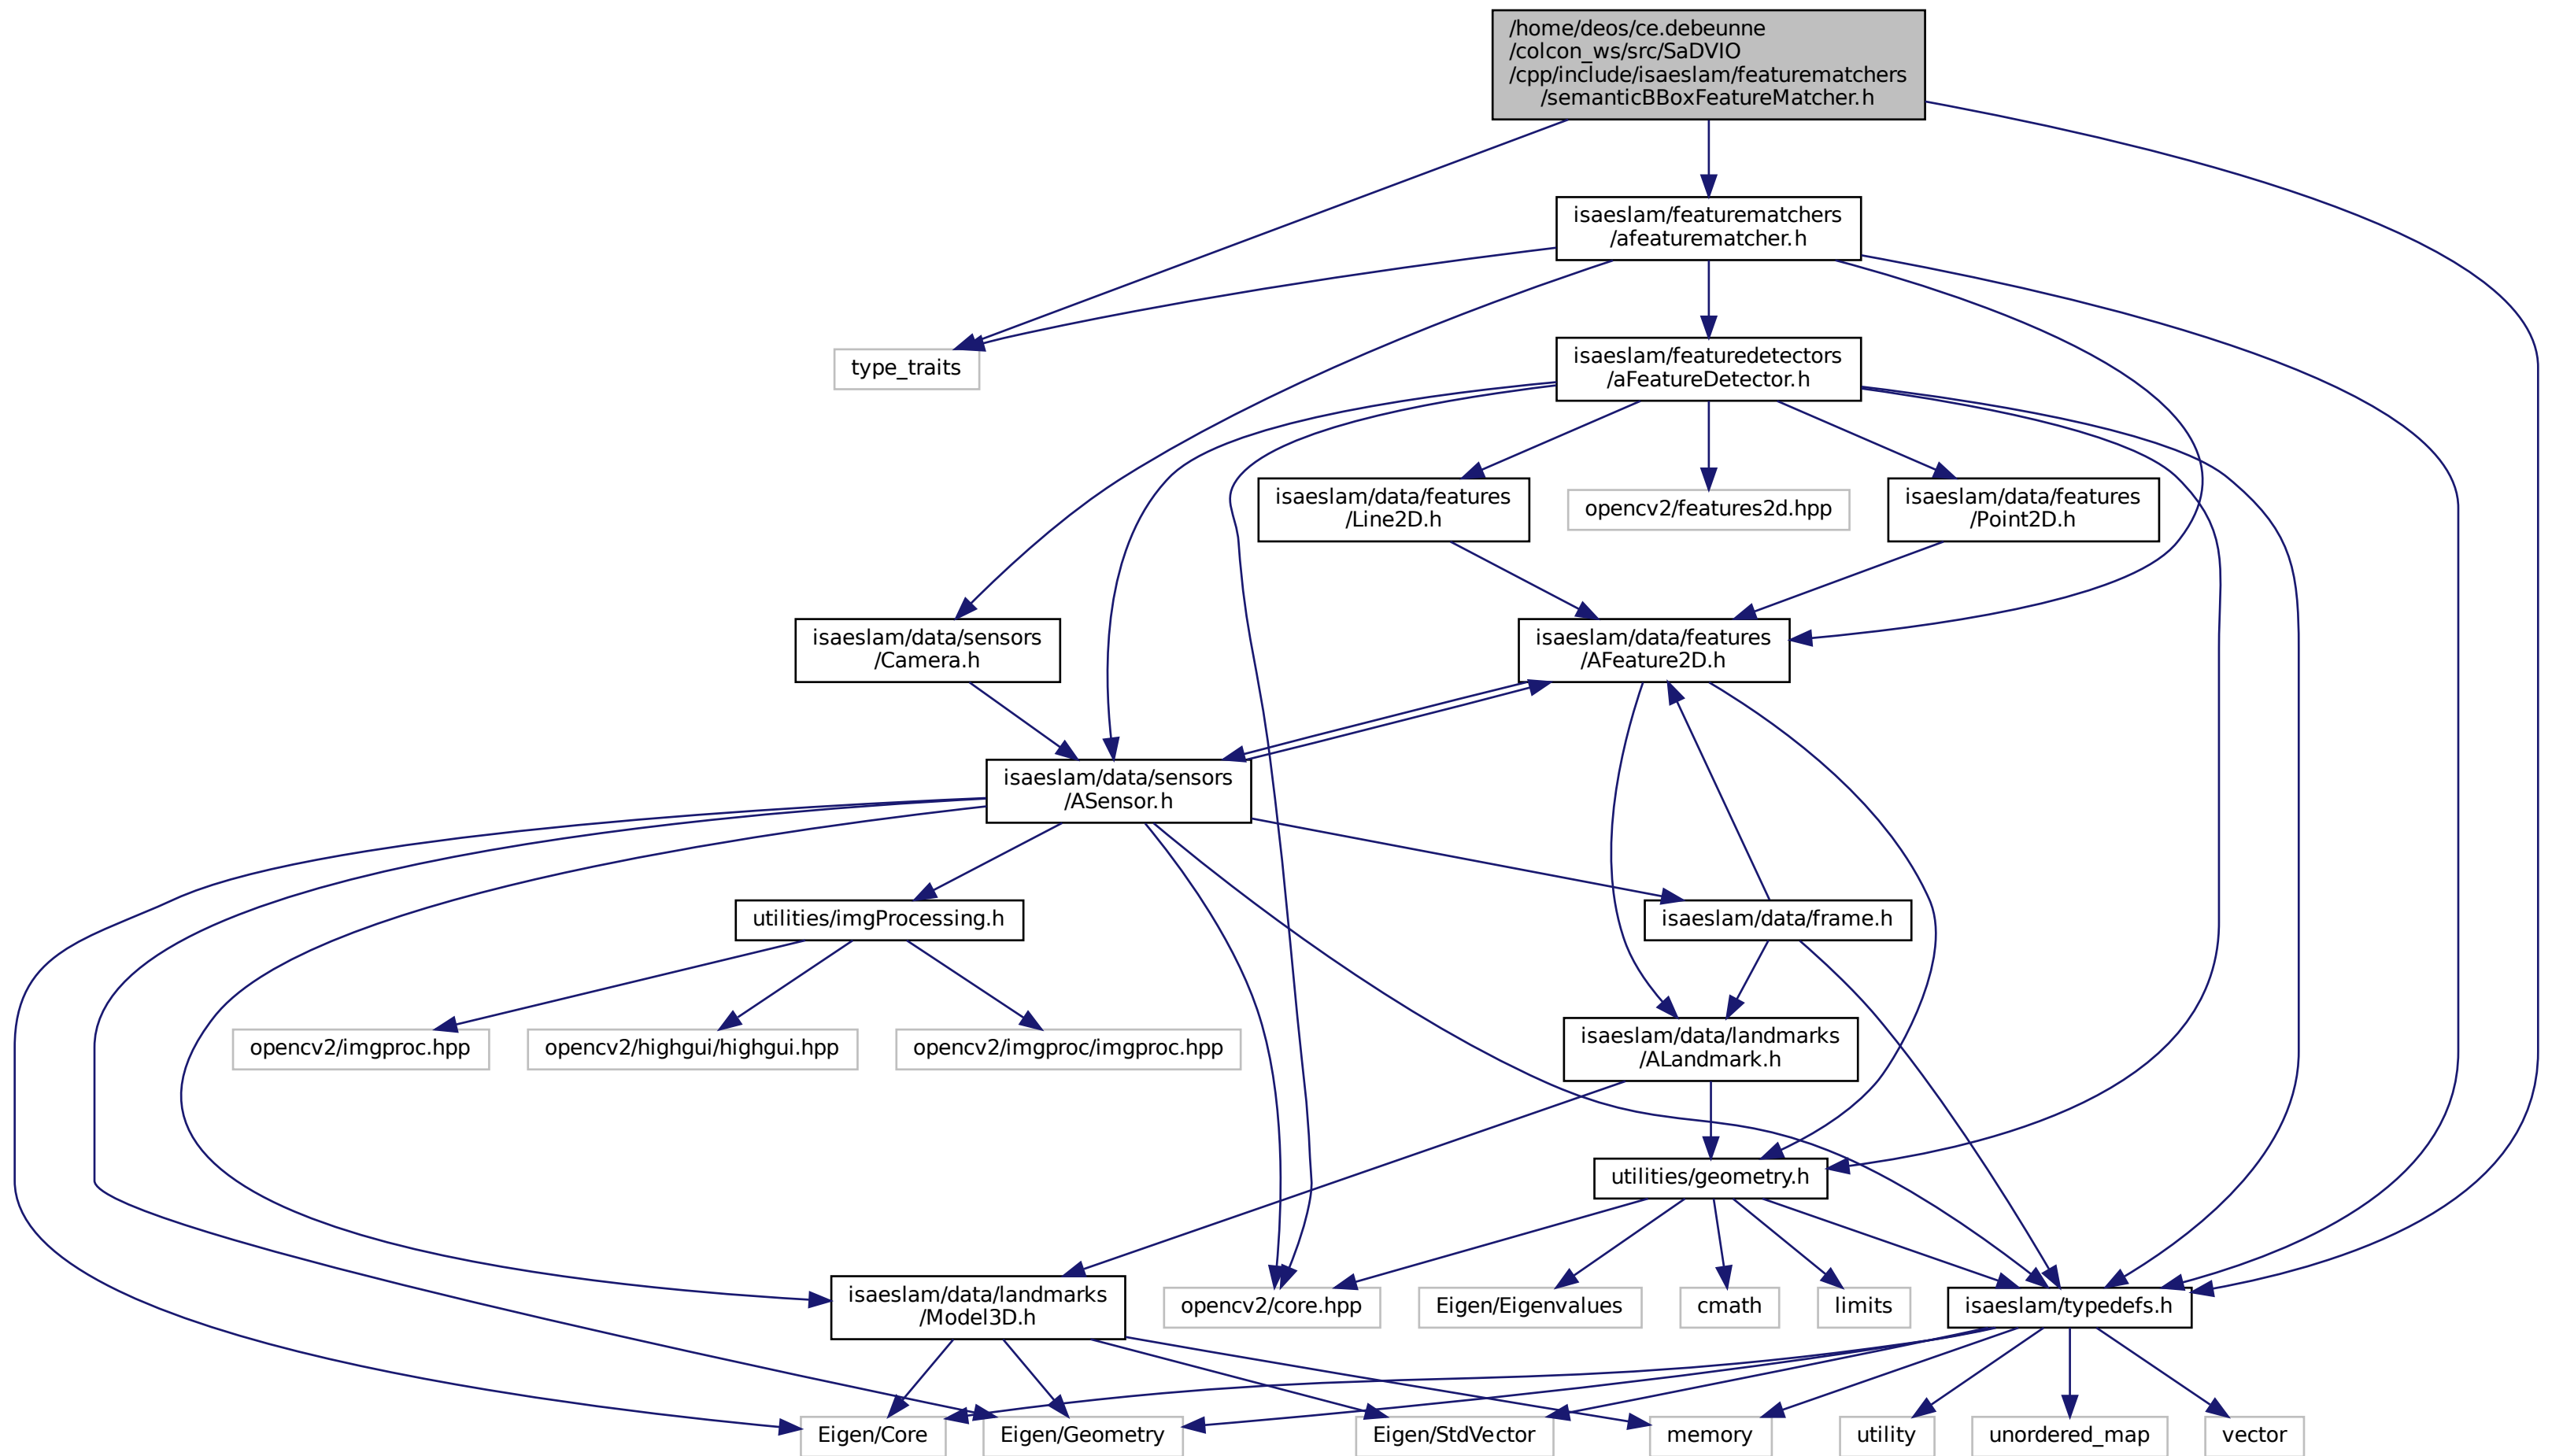 /home/deos/ce.debeunne
/colcon_ws/src/SaDVIO
/cpp/include/isaeslam/featurematchers
/semanticBBoxFeatureMatcher.h
isaeslam/featurematchers
/afeaturematcher.h
type_traits
isaeslam/featuredetectors
/aFeatureDetector.h
isaeslam/data/features
/Line2D.h
opencv2/features2d.hpp
isaeslam/data/features
/Point2D.h
isaeslam/data/sensors
/Camera.h
isaeslam/data/features
/AFeature2D.h
isaeslam/data/sensors
/ASensor.h
utilities/imgProcessing.h
isaeslam/data/frame.h
opencv2/imgproc.hpp
opencv2/highgui/highgui.hpp
opencv2/imgproc/imgproc.hpp
isaeslam/data/landmarks
/ALandmark.h
utilities/geometry.h
isaeslam/data/landmarks
/Model3D.h
opencv2/core.hpp
Eigen/Eigenvalues
cmath
limits
isaeslam/typedefs.h
Eigen/Core
Eigen/Geometry
Eigen/StdVector
memory
utility
unordered_map
vector